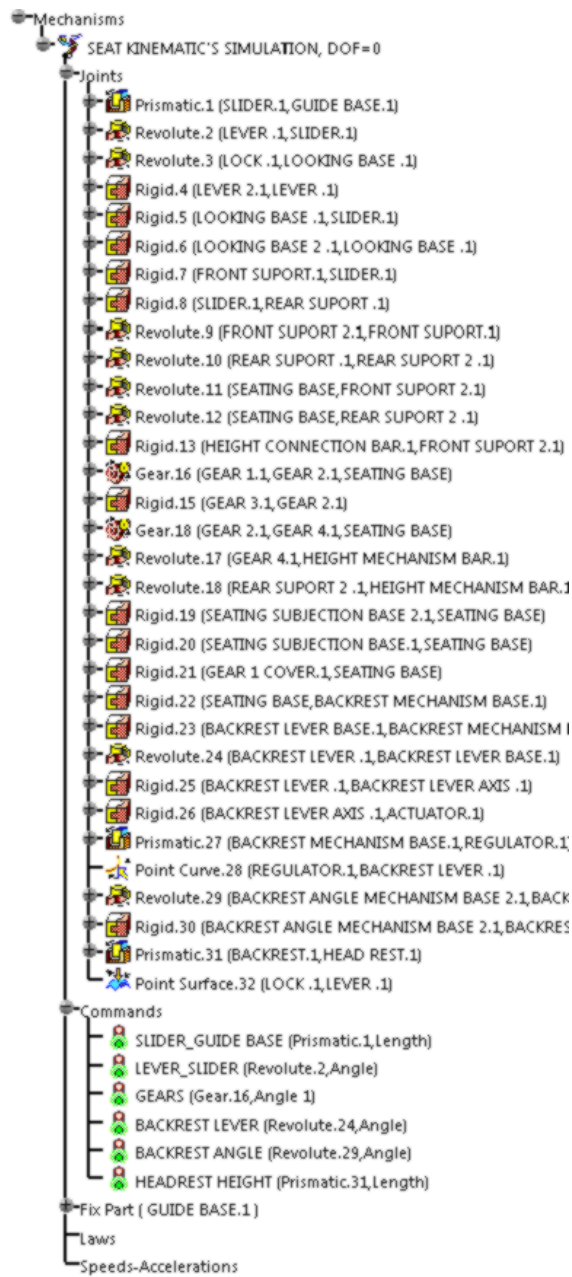 Mechanisms
SEAT KINEMATIC'S SIMULATION, DOF=0
Joints
Prismatic.1 (SLIDER.1,GUIDE BASE.1)
Revolute.2 (LEVER .1,SLIDER.1)
Revolute.3 (LOCK .1,LOOKING BASE .1)
Rigid.4 (LEVER 2.1,LEVER .1)
Rigid.5 (LOOKING BASE .1,SLIDER.1)
Rigid.6 (LOOKING BASE 2 .1,LOOKING BASE .1)
Rigid.7 (FRONT SUPORT.1,SLIDER.1)
Rigid.8 (SLIDER.1,REAR SUPORT .1)
Revolute.9 (FRONT SUPORT 2.1,FRONT SUPORT.1)
Revolute.10 (REAR SUPORT .1,REAR SUPORT 2 .1)
Revolute.11 (SEATING BASE,FRONT SUPORT 2.1)
Revolute.12 (SEATING BASE,REAR SUPORT 2 .1)
Rigid.13 (HEIGHT CONNECTION BAR.1,FRONT SUPORT 2.1)
Gear.16 (GEAR 1.1,GEAR 2.1,SEATING BASE)
Rigid.15 (GEAR 3.1,GEAR 2.1)
Gear.18 (GEAR 2.1,GEAR 4.1,SEATING BASE)
Revolute.17 (GEAR 4.1,HEIGHT MECHANISM BAR.1)
Revolute.18 (REAR SUPORT 2 .1,HEIGHT MECHANISM BAR.1
Rigid.19 (SEATING SUBJECTION BASE 2.1,SEATING BASE)
Rigid.20 (SEATING SUBJECTION BASE.1,SEATING BASE)
Rigid.21 (GEAR 1 COVER.1,SEATING BASE)
Rigid.22 (SEATING BASE,BACKREST MECHANISM BASE.1)
Rigid.23 (BACKREST LEVER BASE.1,BACKREST MECHANISM
Revolute.24 (BACKREST LEVER .1,BACKREST LEVER BASE.1)
Rigid.25 (BACKREST LEVER .1,BACKREST LEVER AXIS .1)
Rigid.26 (BACKREST LEVER AXIS .1,ACTUATOR.1)
Prismatic.27 (BACKREST MECHANISM BASE.1,REGULATOR.1)
Point Curve.28 (REGULATOR.1,BACKREST LEVER .1)
Revolute.29 (BACKREST ANGLE MECHANISM BASE 2.1,BACK
Rigid.30 (BACKREST ANGLE MECHANISM BASE 2.1,BACKRES
Prismatic.31 (BACKREST.1,HEAD REST.1)
Point Surface.32 (LOCK .1,LEVER .1)
Commands
SLIDER_GUIDE BASE (Prismatic.1,Length)
LEVER_SLIDER (Revolute.2,Angle)
GEARS (Gear.16,Angle 1)
BACKREST LEVER (Revolute.24,Angle)
BACKREST ANGLE (Revolute.29,Angle)
HEADREST HEIGHT (Prismatic.31,Length)
Fix Part ( GUIDE BASE.1 )
Laws
Speeds-Accelerations